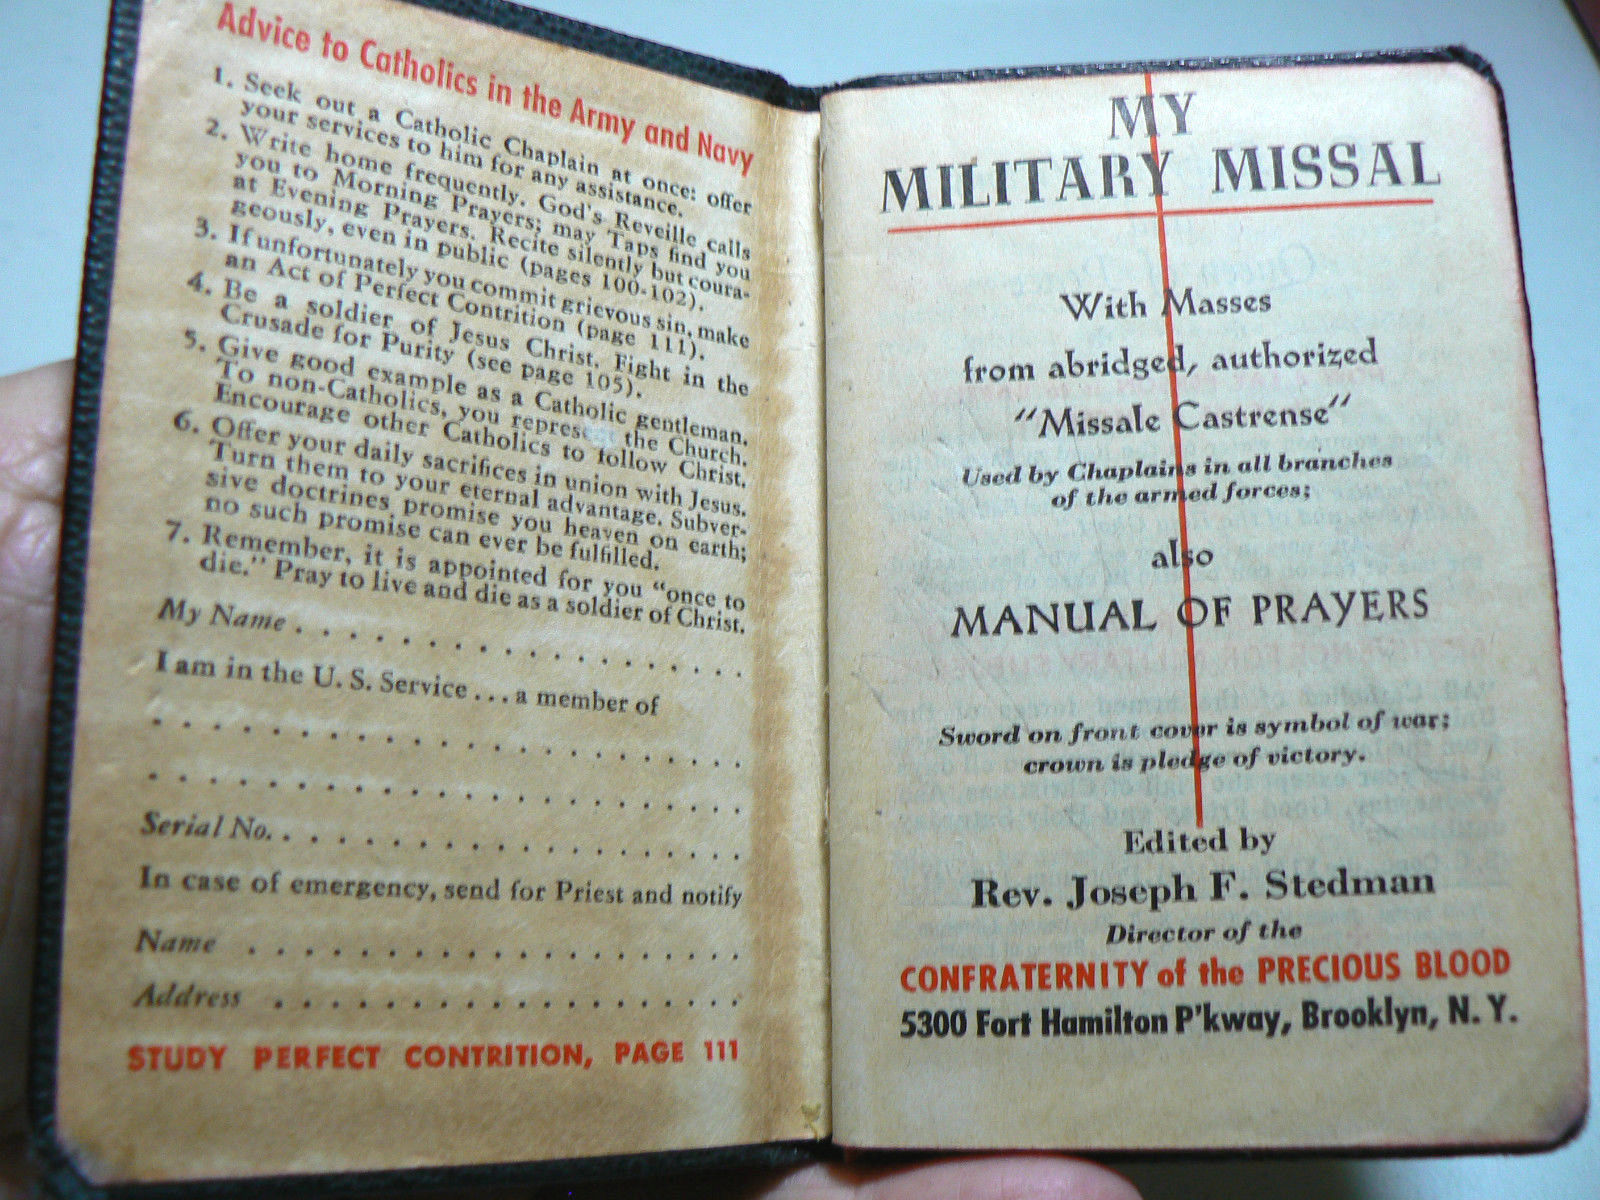 Advice to Catholics in the Army and Navy
1. Seek out a Catholic Chaplain at once: offer
your services to him for any assistance.
2. Write home frequently. God's Reveille calls
you to Morning Prayers; may Taps find you
at Evening Prayers. Recite silently but coura-
geously, even in public (pages 100-102).
3. If unfortunately you commit grievous sin, make
an Act of Perfect Contrition (page 111).
4. Be a soldier of Jesus Christ. Fight in the
Crusade for Purity (see page 105).
5. Give good example as a Catholic gentleman.
To non-Catholics, you represent the Church.
Encourage other Catholics to follow Christ.
6. Offer your daily sacrifices in union with Jesus.
Turn them to your eternal advantage. Subver-
sive doctrines promise you heaven on earth;
no such promise can ever be fulfilled.
7. Remember, it is appointed for you "once to
die." Pray to live and die as a soldier of Christ.
My Name . . . . . . . . . . . . . . . . . .
I am in the U. S. Service . . . a member of
. . . . . . . . . . . . . . . . . . . . . . .
. . . . . . . . . . . . . . . . . . . . . . .
Serial No. . . . . . . . . . . . . . . . . . .
In case of emergency, send for Priest and notify
Name . . . . . . . . . . . . . . . . . . .
Address . . . . . . . . . . . . . . . . . .
STUDY PERFECT CONTRITION, PAGE 111
MY
MILITARY MISSAL
With Masses
from abridged, authorized
"Missale Castrense"
Used by Chaplains in all branches
of the armed forces;
also
MANUAL OF PRAYERS
Sword on front cover is symbol of war;
crown is pledge of victory.
Edited by
Rev. Joseph F. Stedman
Director of the
CONFRATERNITY of the PRECIOUS BLOOD
5300 Fort Hamilton P'kway, Brooklyn, N. Y.